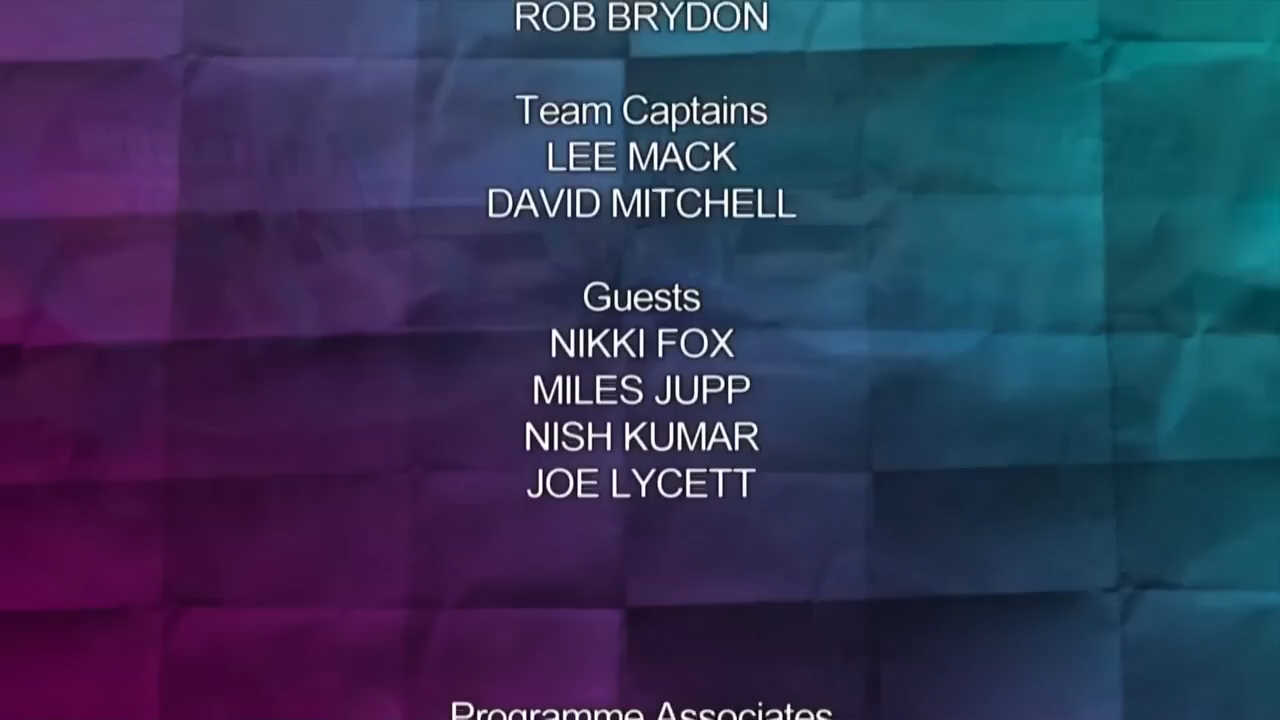 ROB BRYDON
Team Captains
LEE MACK
DAVID MITCHELL
Guests
NIKKI FOX
MILES JUPP
NISH KUMAR
JOE LYCETT
Programme Associates